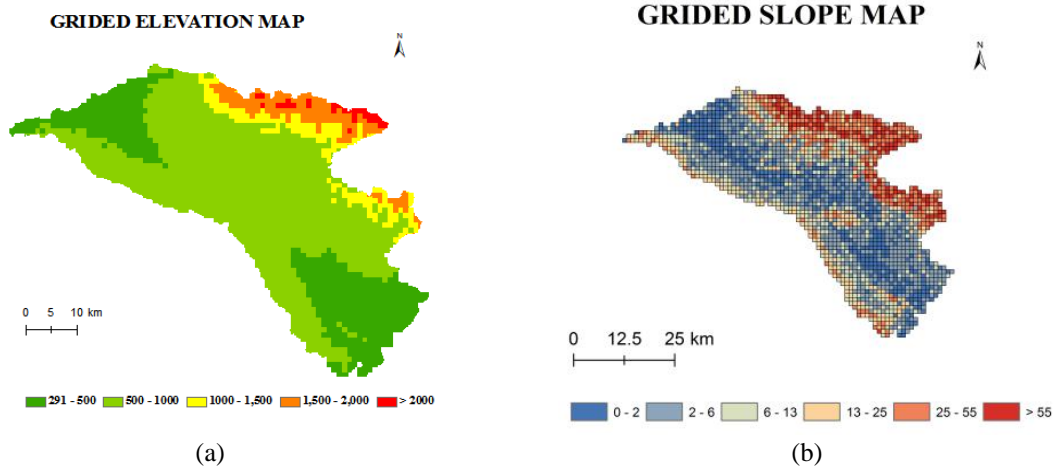 GRIDED ELEVATION MAP
N
0 5 10 km
291 - 500 500 - 1000 1000 - 1,500 1,500 - 2,000 > 2000
(a)
GRIDED SLOPE MAP
N
0 12.5 25 km
0 - 2 2 - 6 6 - 13 13 - 25 25 - 55 > 55
(b)